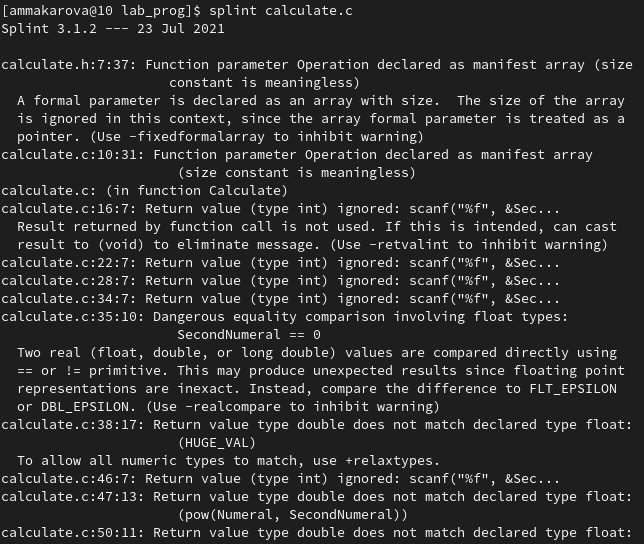 [ammakarova@10 lab_prog]$ splint calculate.c
Splint 3.1.2 --- 23 Jul 2021
calculate.h:7:37: Function parameter Operation declared as manifest array (size
constant is meaningless)
A formal parameter is declared as an array with size.  The size of the array
is ignored in this context, since the array formal parameter is treated as a
pointer. (Use -fixedformalarray to inhibit warning)
calculate.c:10:31: Function parameter Operation declared as manifest array
(size constant is meaningless)
calculate.c: (in function Calculate)
calculate.c:16:7: Return value (type int) ignored: scanf("%f", &Sec...
Result returned by function call is not used. If this is intended, can cast
result to (void) to eliminate message. (Use -retvalint to inhibit warning)
calculate.c:22:7: Return value (type int) ignored: scanf("%f", &Sec...
calculate.c:28:7: Return value (type int) ignored: scanf("%f", &Sec...
calculate.c:34:7: Return value (type int) ignored: scanf("%f", &Sec...
calculate.c:35:10: Dangerous equality comparison involving float types:
SecondNumeral == 0
Two real (float, double, or long double) values are compared directly using
== or != primitive. This may produce unexpected results since floating point
representations are inexact. Instead, compare the difference to FLT_EPSILON
or DBL_EPSILON. (Use -realcompare to inhibit warning)
calculate.c:38:17: Return value type double does not match declared type float:
(HUGE_VAL)
To allow all numeric types to match, use +relaxtypes.
calculate.c:46:7: Return value (type int) ignored: scanf("%f", &Sec...
calculate.c:47:13: Return value type double does not match declared type float:
(pow(Numeral, SecondNumeral))
calculate.c:50:11: Return value type double does not match declared type float: